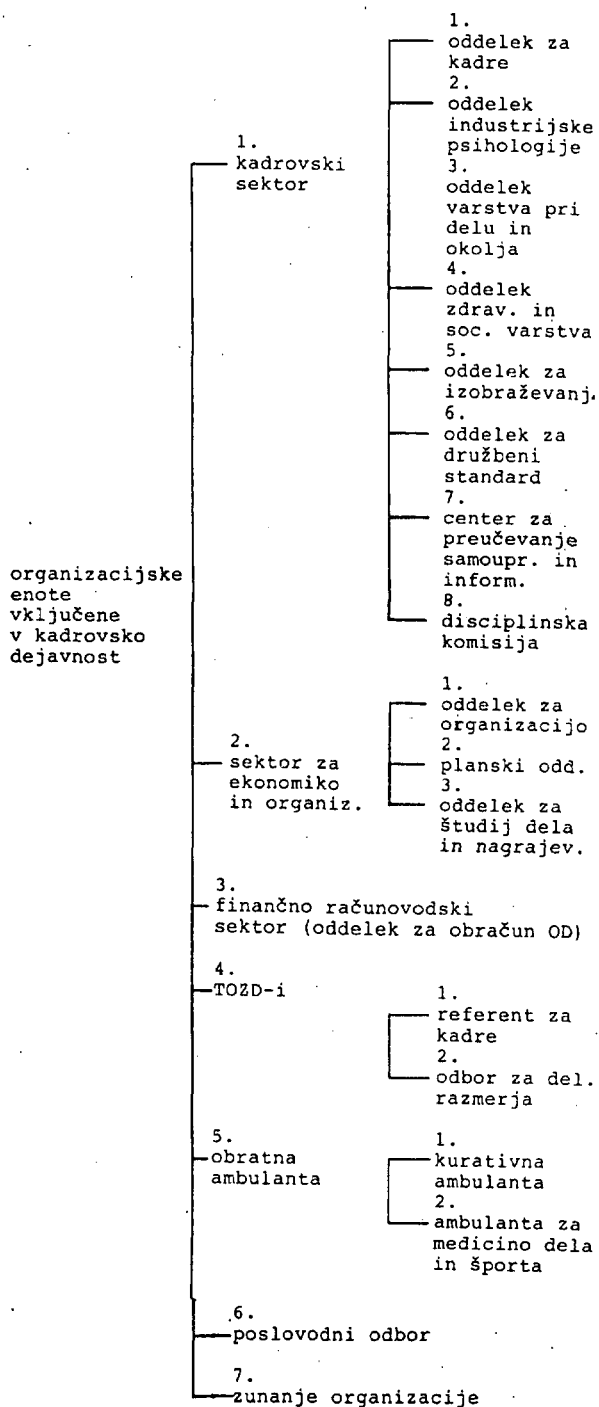 organizacijske
enote
vključene
v kadrovsko
dejavnost
1.
kadrovski
sektor
1.
oddelek za
kadre
2.
oddelek
industrijske
psihologije
3.
oddelek
varstva pri
delu in
okolja
4.
oddelek
zdrav. in
soc. varstva
5.
oddelek za
izobraževanj.
6.
oddelek za
družbeni
standard
7.
center za
preučevanje
samoupr. in
inform.
8.
disciplinska
komisija
2.
sektor za
ekonomiko
in organiz.
1.
oddelek za
organizacijo
2.
planski odd.
3.
oddelek za
študij dela
in nagrajev.
3.
finančno računovodski
sektor (oddelek za obračun OD)
4.
TOZD-i
1.
referent za
kadre
2.
odbor za del.
razmerja
5.
obratna
ambulanta
1.
kurativna
ambulanta
2.
ambulanta za
medicino dela
in športa
6.
poslovodni odbor
7.
zunanje organizacije